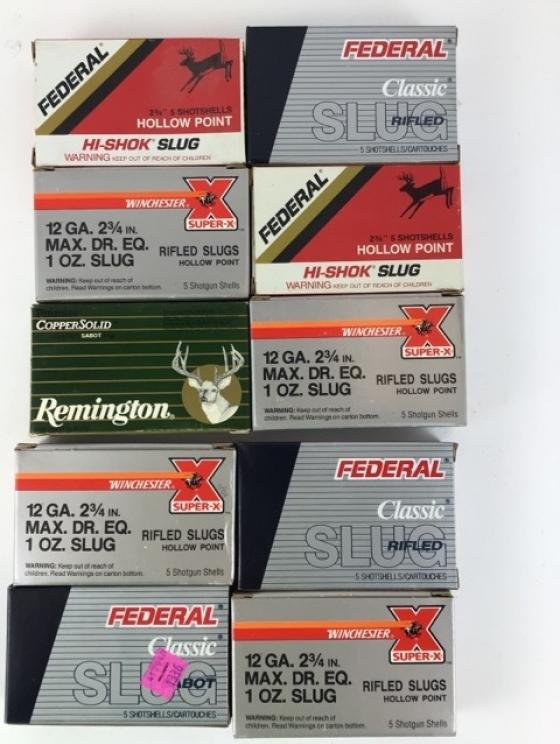 FEDERAL
2¾" 5 SHOTSHELLS
HOLLOW POINT
HI-SHOK® SLUG
WARNING KEEP OUT OF REACH OF CHILDREN
FEDERAL
Classic
SLUG
RIFLED
5 SHOTSHELLS/CARTOUCHES
WINCHESTER
X
SUPER-X
12 GA. 2¾ IN.
MAX. DR. EQ.
1 OZ. SLUG
RIFLED SLUGS
HOLLOW POINT
WARNING: Keep out of reach of
children. Read Warnings on carton bottom.
5 Shotgun Shells
FEDERAL
2¾" 5 SHOTSHELLS
HOLLOW POINT
HI-SHOK® SLUG
WARNING KEEP OUT OF REACH OF CHILDREN
COPPER SOLID
SABOT
Remington
WINCHESTER
X
SUPER-X
12 GA. 2¾ IN.
MAX. DR. EQ.
1 OZ. SLUG
RIFLED SLUGS
HOLLOW POINT
WARNING: Keep out of reach of
children. Read Warnings on carton bottom.
5 Shotgun Shells
WINCHESTER
X
SUPER-X
12 GA. 2¾ IN.
MAX. DR. EQ.
1 OZ. SLUG
RIFLED SLUGS
HOLLOW POINT
WARNING: Keep out of reach of
children. Read Warnings on carton bottom.
5 Shotgun Shells
FEDERAL
Classic
SLUG
RIFLED
5 SHOTSHELLS/CARTOUCHES
FEDERAL
Classic
SLUG
5 SHOTSHELLS/CARTOUCHES
WINCHESTER
X
SUPER-X
12 GA. 2¾ IN.
MAX. DR. EQ.
1 OZ. SLUG
RIFLED SLUGS
HOLLOW POINT
WARNING: Keep out of reach of
children. Read Warnings on carton bottom.
5 Shotgun Shells